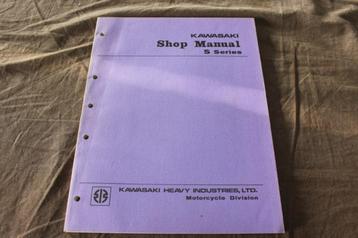 KAWASAKI
Shop Manual
S Series
KAWASAKI HEAVY INDUSTRIES, LTD.
Motorcycle Division